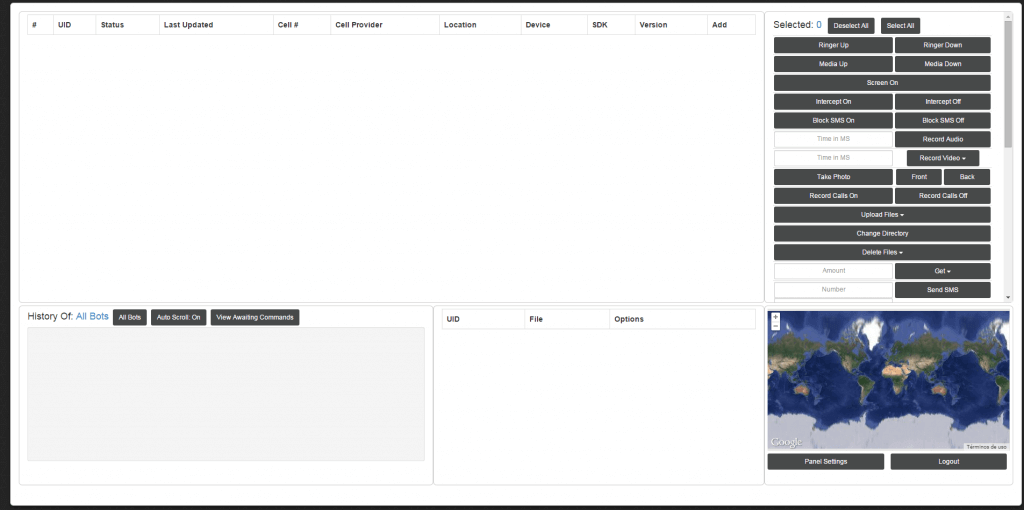 # UID Status Last Updated Cell # Cell Provider Location Device SDK Version Add
Selected: 0 Deselect All Select All
Ringer Up Ringer Down
Media Up Media Down
Screen On
Intercept On Intercept Off
Block SMS On Block SMS Off
Time in MS Record Audio
Time in MS Record Video
Take Photo Front Back
Record Calls On Record Calls Off
Upload Files
Change Directory
Delete Files
Amount Get
Number Send SMS
History Of: All Bots All Bots Auto Scroll: On View Awaiting Commands
UID File Options
+
−
Google
Términos de uso
Panel Settings Logout